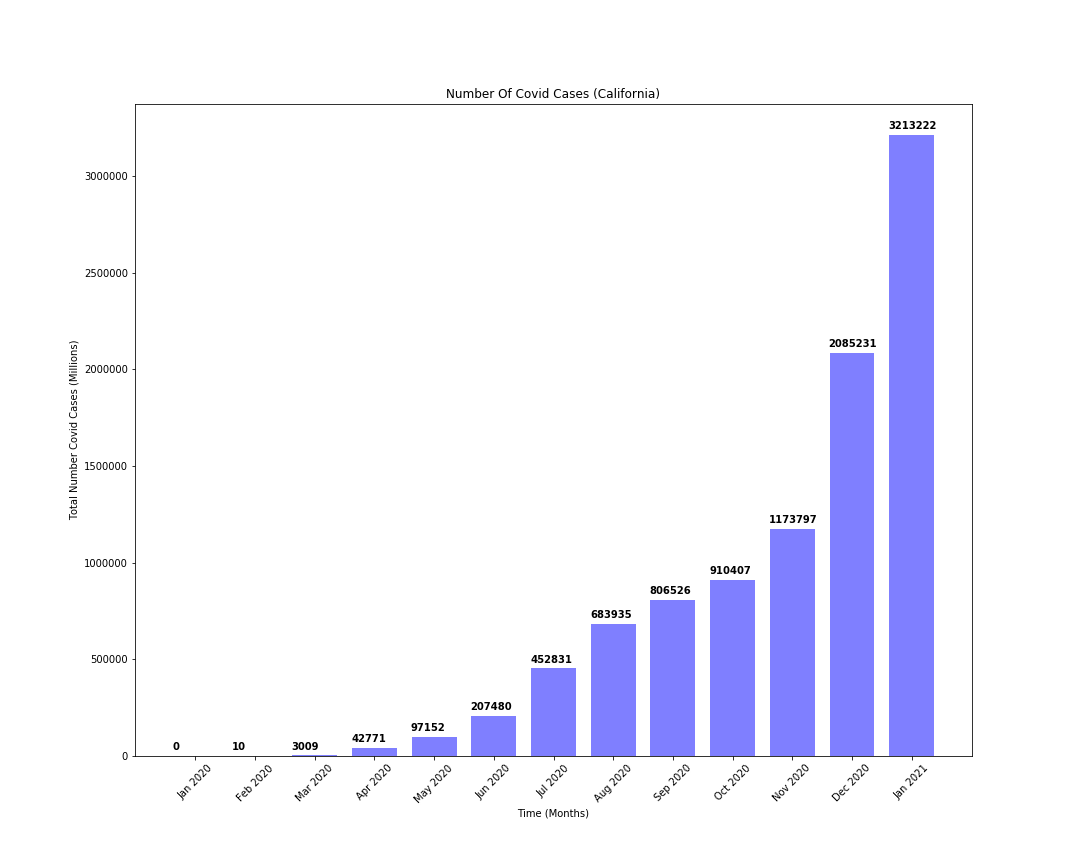 Number Of Covid Cases (California)
Total Number Covid Cases (Millions)
3000000
2500000
2000000
1500000
1000000
500000
0
0
10
3009
42771
97152
207480
452831
683935
806526
910407
1173797
2085231
3213222
Jan 2020
Feb 2020
Mar 2020
Apr 2020
May 2020
Jun 2020
Jul 2020
Aug 2020
Sep 2020
Oct 2020
Nov 2020
Dec 2020
Jan 2021
Time (Months)